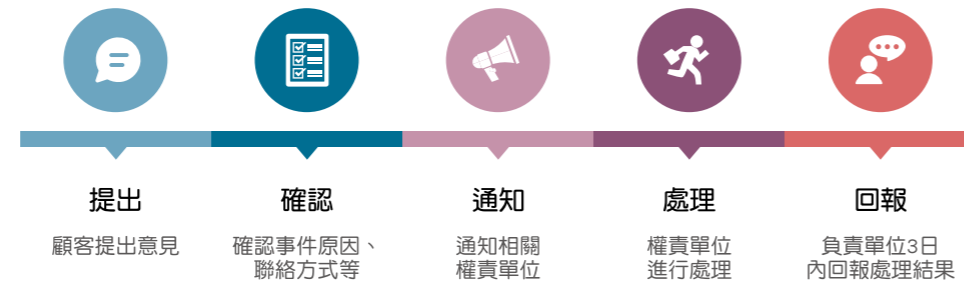 提出
顧客提出意見
確認
確認事件原因、
聯絡方式等
通知
通知相關
權責單位
處理
權責單位
進行處理
回報
負責單位3日
內回報處理結果